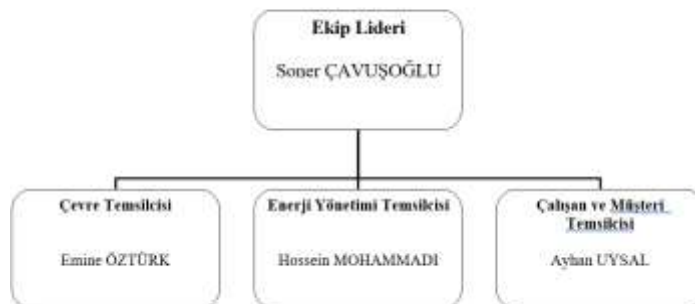 Ekip Lideri
Soner ÇAVUŞOĞLU
Çevre Temsilcisi
Emine ÖZTÜRK
Enerji Yönetimi Temsilcisi
Hossein MOHAMMADI
Çalışan ve Müşteri
Temsilcisi
Ayhan UYSAL